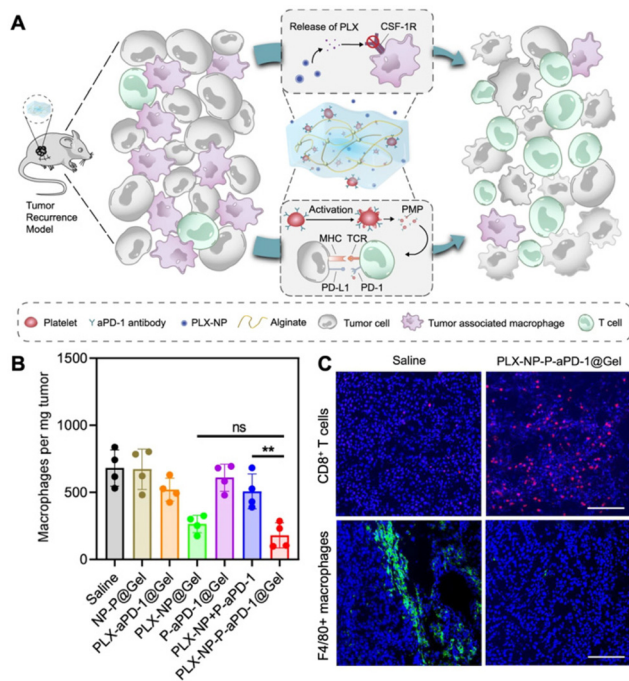 A
Release of PLX
CSF-1R
Tumor
Recurrence
Model
Activation
PMP
MHC TCR
PD-L1 PD-1
Platelet
aPD-1 antibody
PLX-NP
Alginate
Tumor cell
Tumor associated macrophage
T cell
B
Macrophages per mg tumor
1500
1000
500
0
ns
**
Saline
NP-P@Gel
PLX-aPD-1@Gel
PLX-NP@Gel
P-aPD-1@Gel
PLX-NP+P-aPD-1
PLX-NP-P-aPD-1@Gel
C
Saline
PLX-NP-P-aPD-1@Gel
CD8⁺ T cells
F4/80+ macrophages